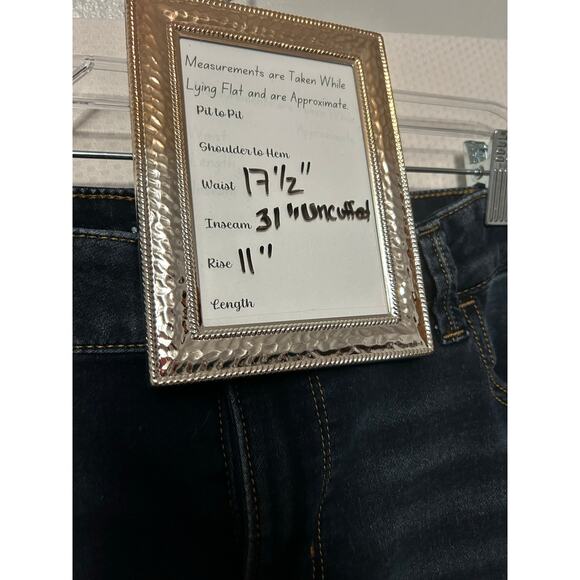 Measurements are Taken While
Lying Flat and are Approximate.
Pit to Pit
Shoulder to Hem
Waist 17 1/2"
Inseam 31" Uncuffed
Rise 11"
Length